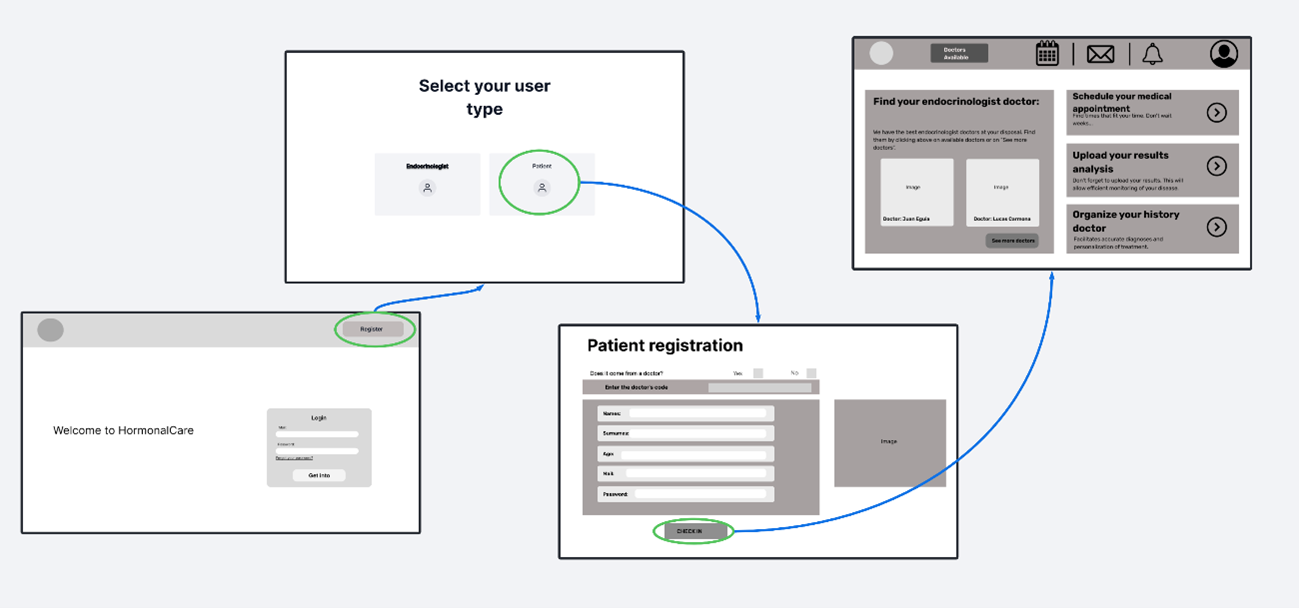 Select your user
type
Endocrinologist
Patient
Register
Welcome to HormonalCare
Login
Mail:
Password:
Get into
Patient registration
Does it come from a doctor?
Yes
No
Enter the doctor's code
Names:
Surnames:
Age:
Mail:
Password:
Image
CHECK IN
Doctors
Available
Find your endocrinologist doctor:
We have the best endocrinologist doctors at your disposal. Find
them by clicking above on available doctors or on "See more
doctors".
Image
Doctor: Juan Eguia
Image
Doctor: Lucas Carmona
See more doctors
Schedule your medical
appointment
Find times that fit your time. Don't wait
weeks...
Upload your results
analysis
Don't forget to upload your results. This will
allow efficient monitoring of your disease.
Organize your history
doctor
Facilitates accurate diagnoses and
personalization of treatment.